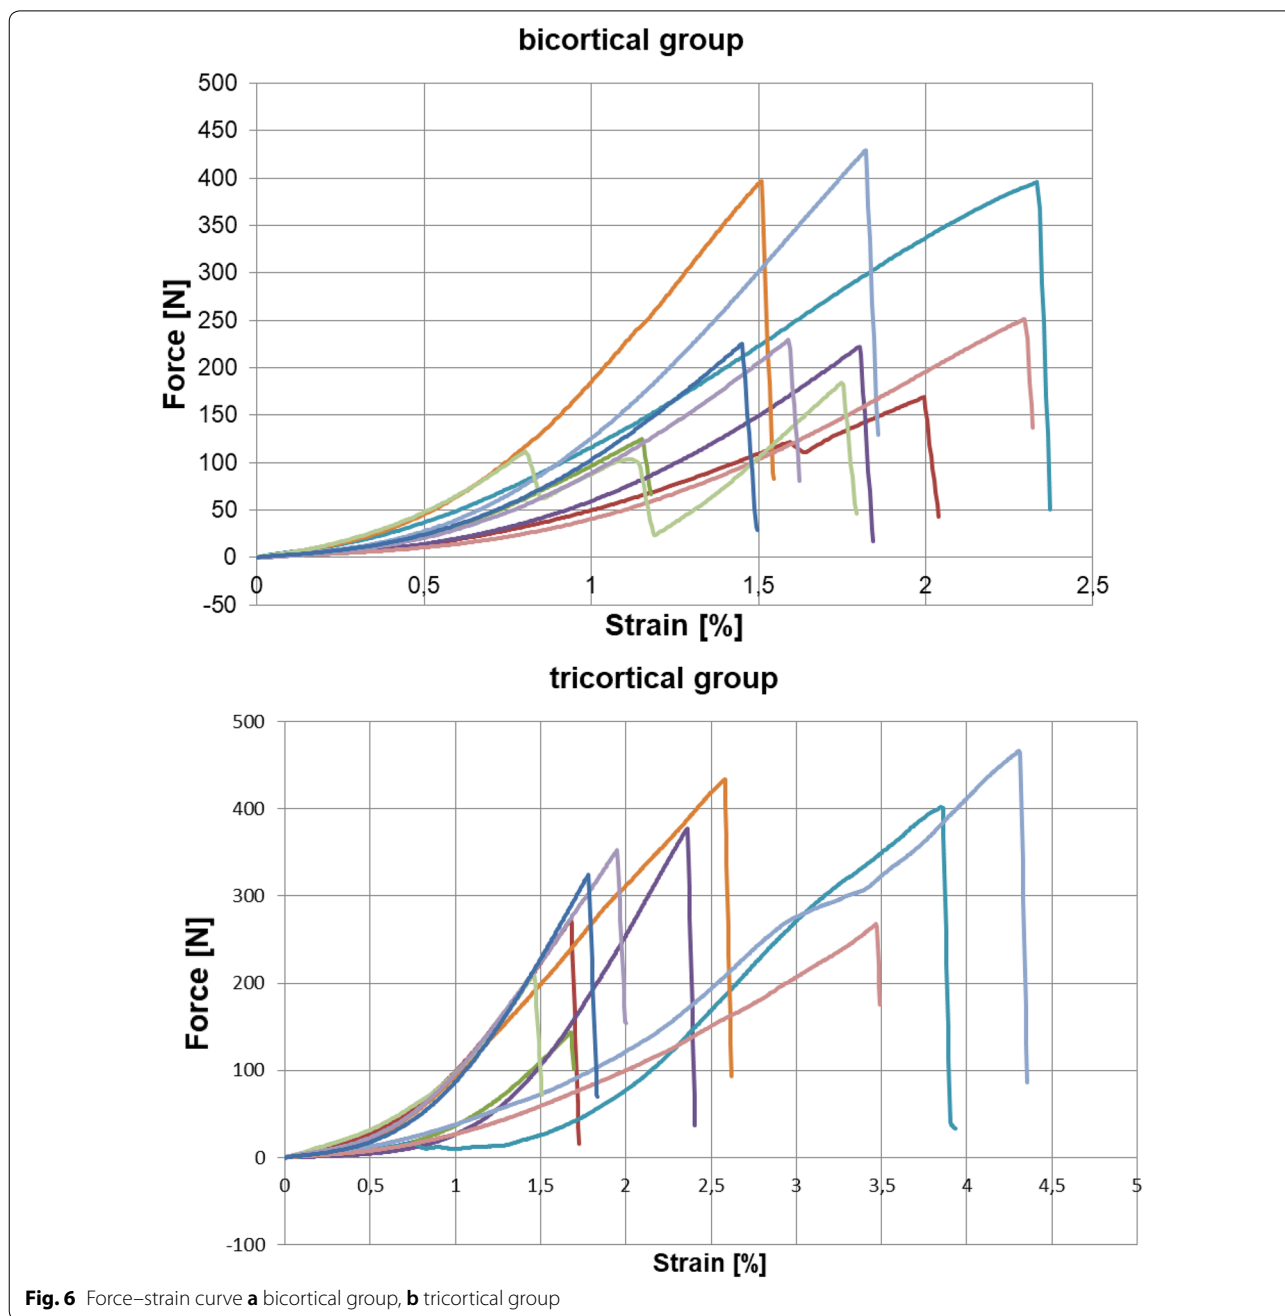 bicortical group
500
450
400
350
300
250
200
150
100
50
0
-50
Force [N]
0 0,5 1 1,5 2 2,5
Strain [%]
tricortical group
500
400
300
200
100
0
-100
Force [N]
0 0,5 1 1,5 2 2,5 3 3,5 4 4,5 5
Strain [%]
Fig. 6 Force–strain curve a bicortical group, b tricortical group